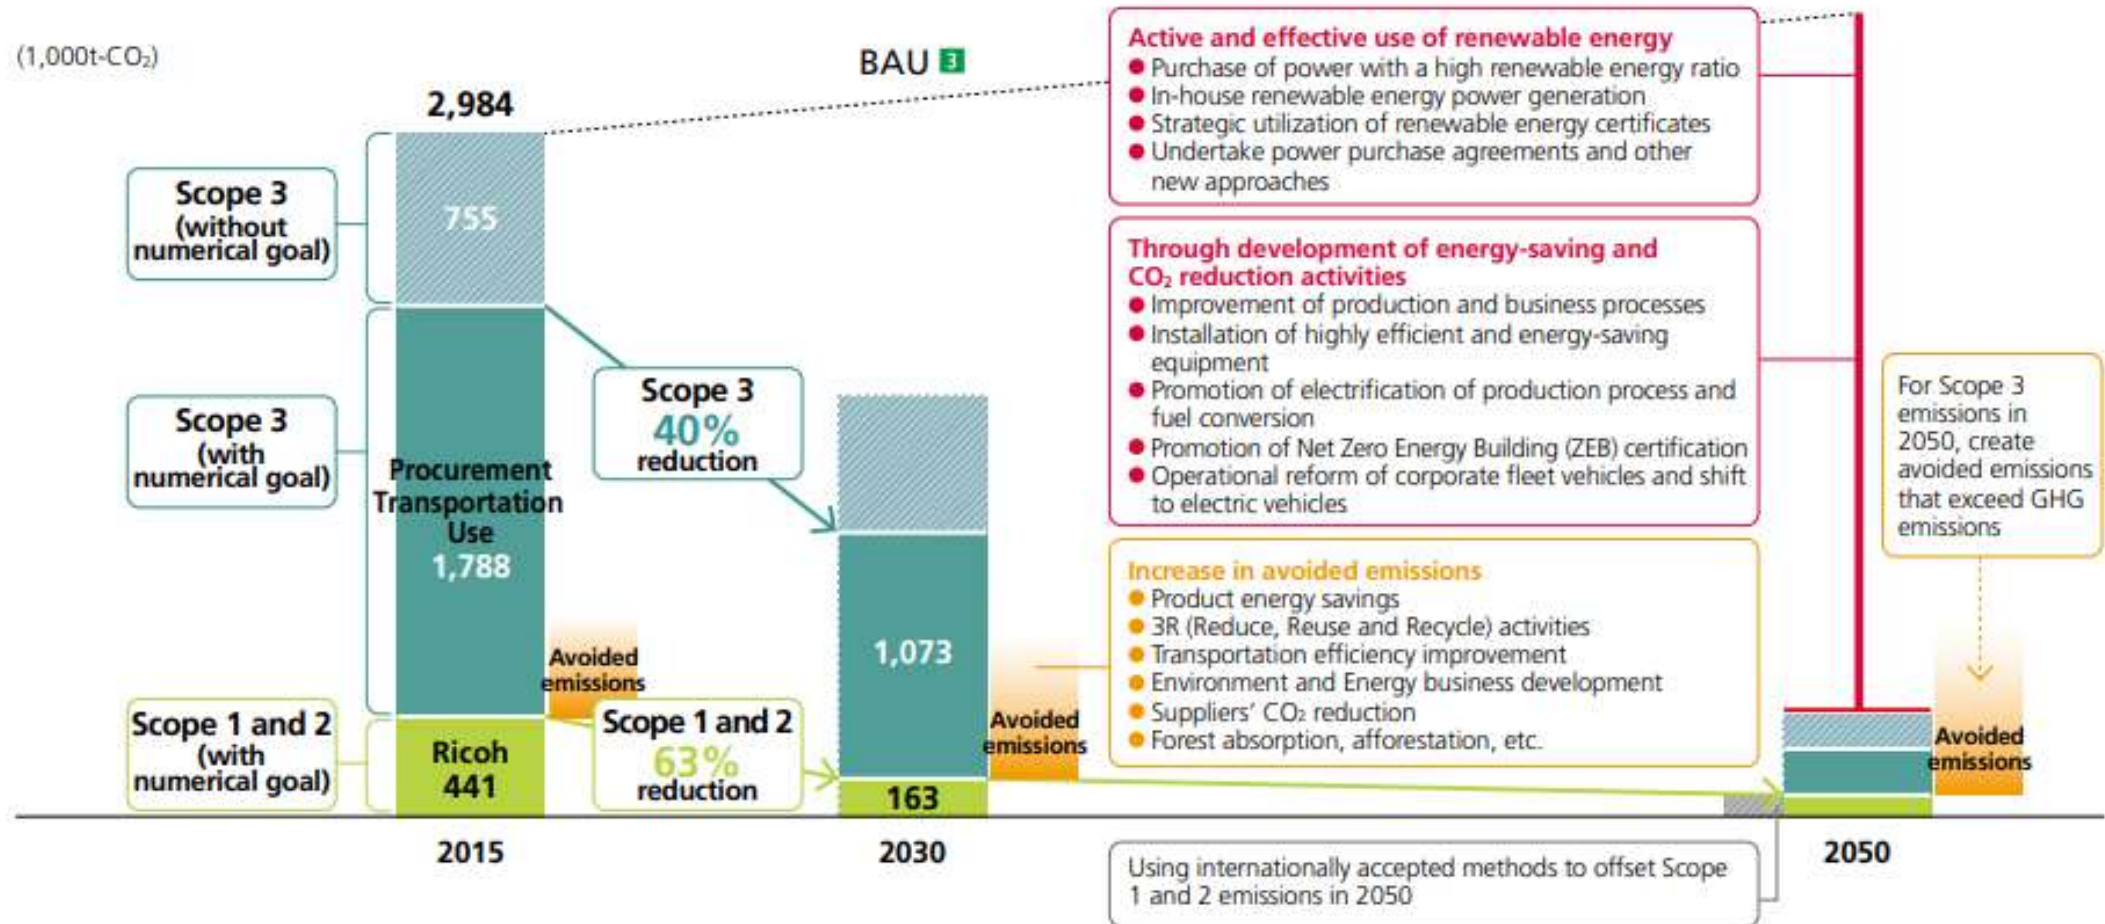 (1,000t-CO₂)
BAU 3
2,984
Scope 3
(without
numerical goal)
755
Scope 3
(with
numerical goal)
Procurement
Transportation
Use
1,788
Scope 1 and 2
(with
numerical goal)
Ricoh
441
Avoided
emissions
2015
Scope 3
40%
reduction
Scope 1 and 2
63%
reduction
1,073
163
Avoided
emissions
2030
Active and effective use of renewable energy
● Purchase of power with a high renewable energy ratio
● In-house renewable energy power generation
● Strategic utilization of renewable energy certificates
● Undertake power purchase agreements and other
new approaches
Through development of energy-saving and
CO₂ reduction activities
● Improvement of production and business processes
● Installation of highly efficient and energy-saving
equipment
● Promotion of electrification of production process and
fuel conversion
● Promotion of Net Zero Energy Building (ZEB) certification
● Operational reform of corporate fleet vehicles and shift
to electric vehicles
Increase in avoided emissions
● Product energy savings
● 3R (Reduce, Reuse and Recycle) activities
● Transportation efficiency improvement
● Environment and Energy business development
● Suppliers’ CO₂ reduction
● Forest absorption, afforestation, etc.
Using internationally accepted methods to offset Scope
1 and 2 emissions in 2050
For Scope 3
emissions in
2050, create
avoided emissions
that exceed GHG
emissions
Avoided
emissions
2050